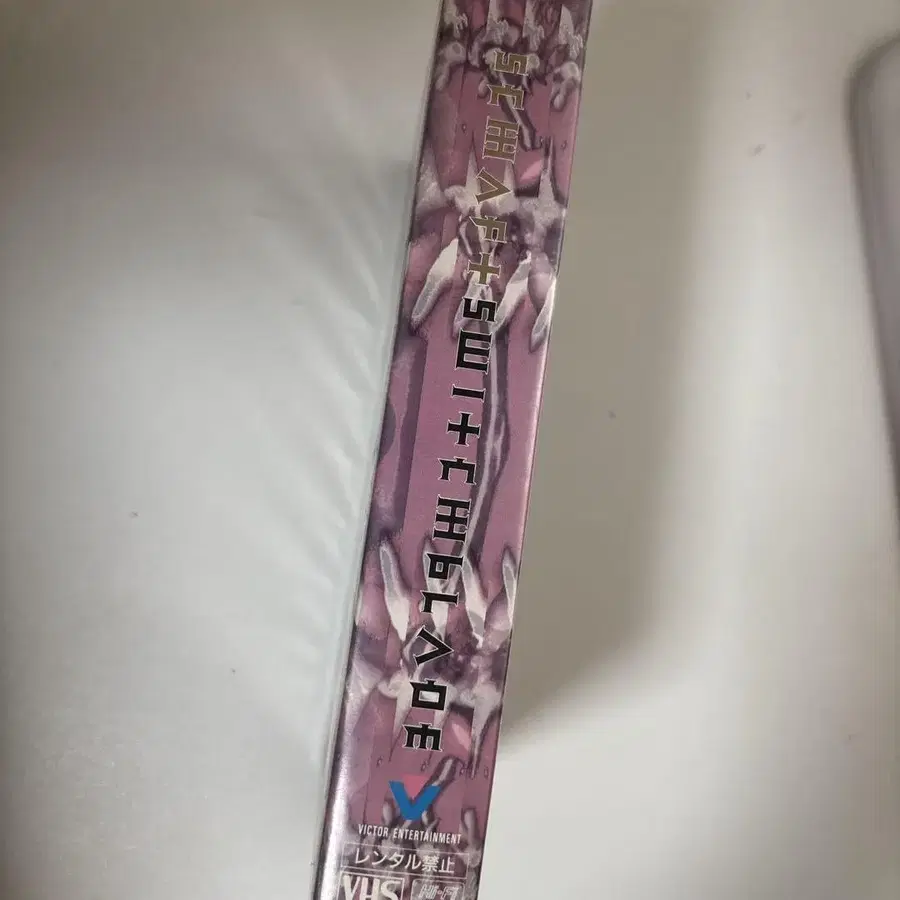 SCHAFT
SWITCHBLADE
VICTOR ENTERTAINMENT
レンタル禁止
VHS Hi-Fi